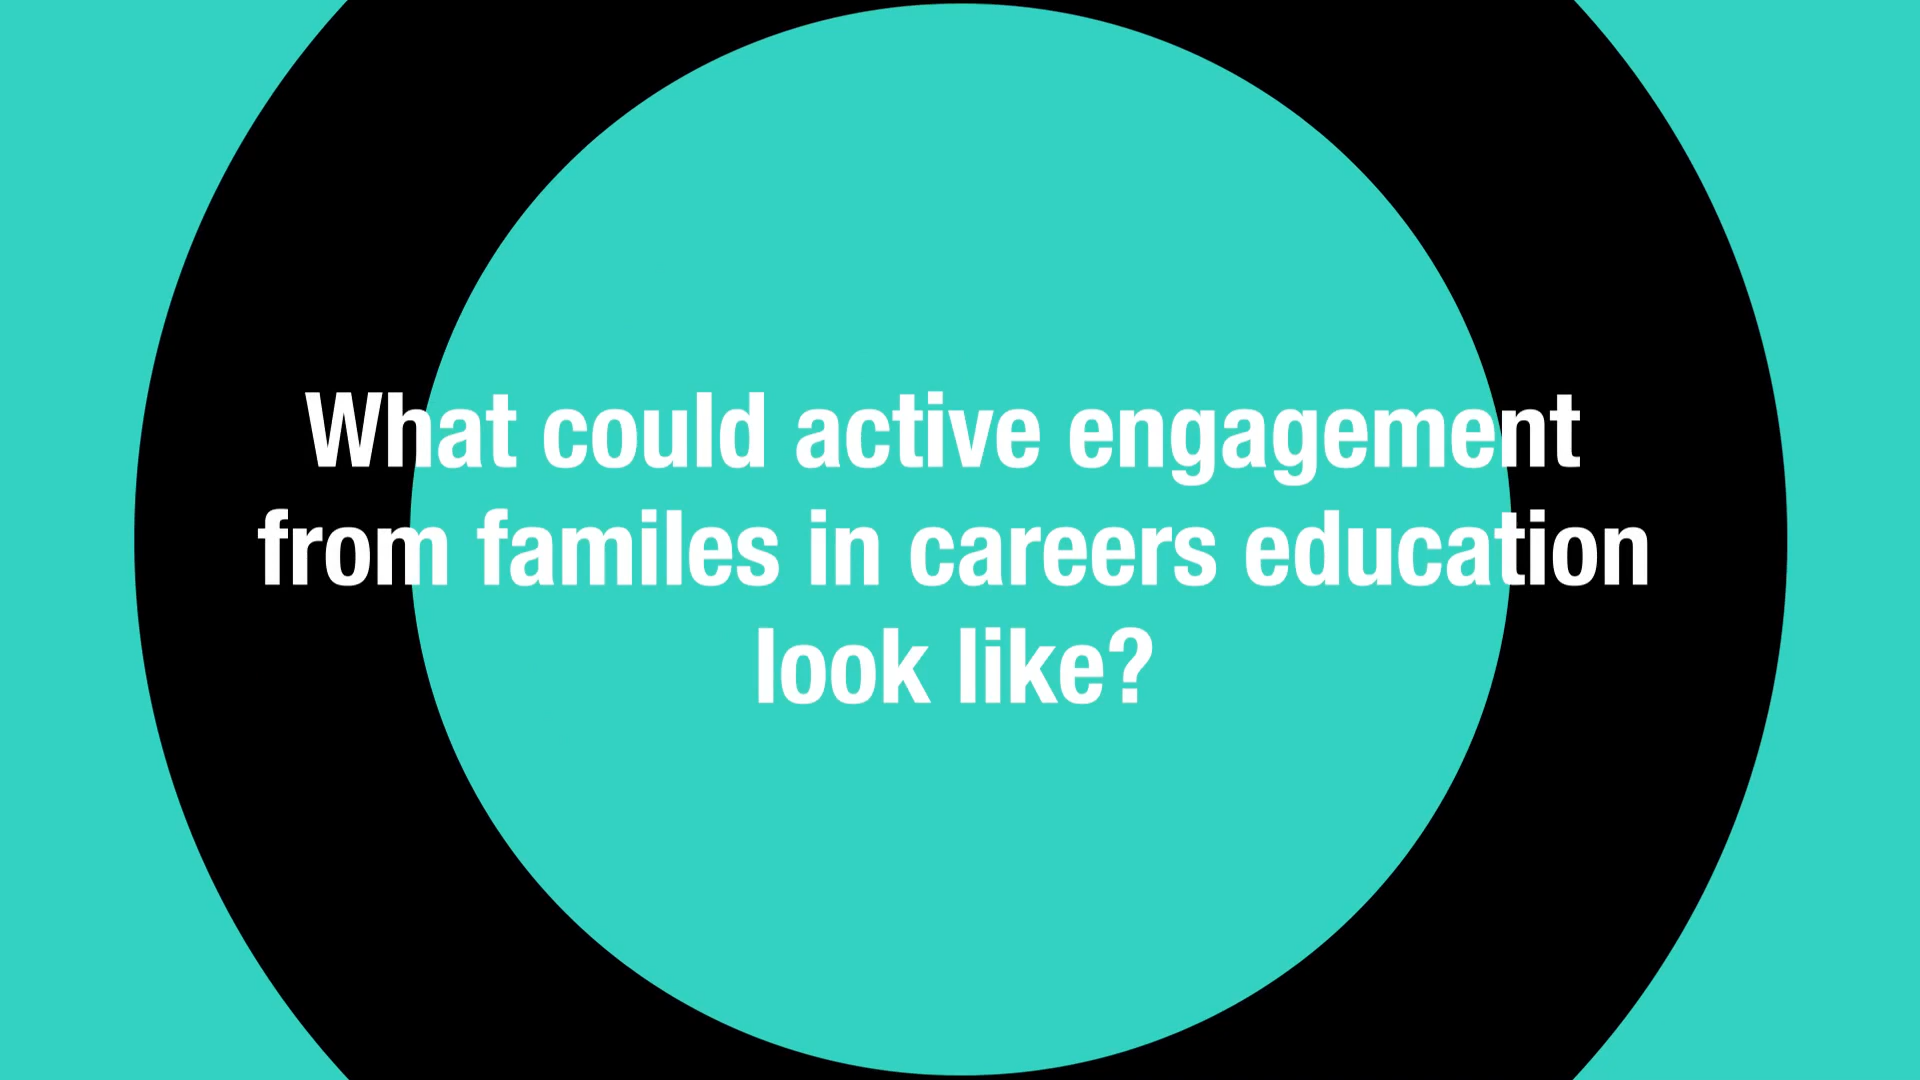 What could active engagement
from familes in careers education
look like?